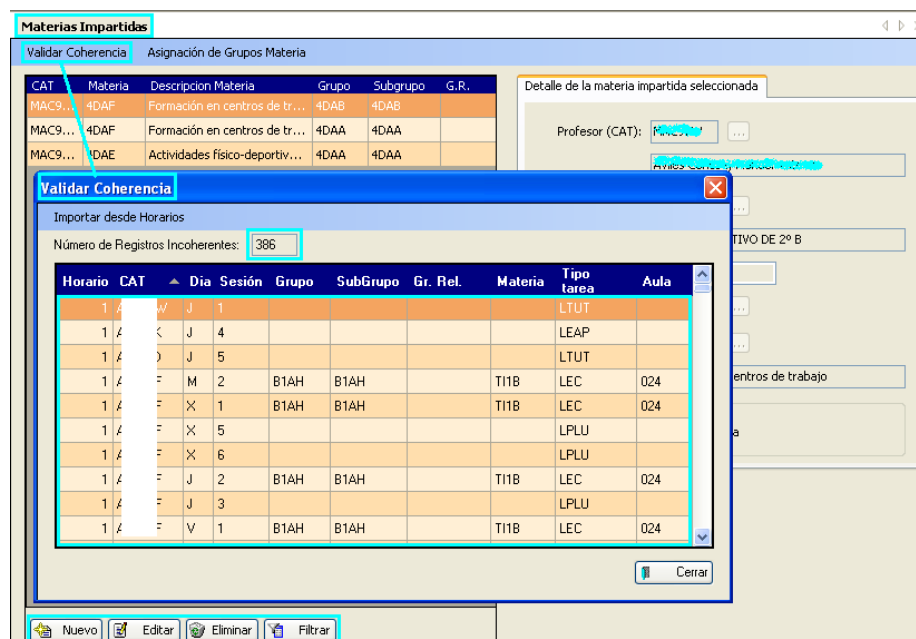 Materias Impartidas
Validar Coherencia Asignación de Grupos Materia
CAT Materia Descripcion Materia Grupo Subgrupo G.R.
MAC9... 4DAF Formación en centros de tr... 4DAB 4DAB
MAC9... 4DAF Formación en centros de tr... 4DAA 4DAA
MAC9... 4DAE Actividades físico-deportiv... 4DAA 4DAA
Detalle de la materia impartida seleccionada
Profesor (CAT): ...
...
TIVO DE 2º B
...
...
entros de trabajo
a
Validar Coherencia
Importar desde Horarios
Número de Registros Incoherentes: 386
Horario CAT Dia Sesión Grupo SubGrupo Gr. Rel. Materia Tipo tarea Aula
1 A W J 1 LTUT
1 A K J 4 LEAP
1 A J 5 LTUT
1 A F M 2 B1AH B1AH TI1B LEC 024
1 A F X 1 B1AH B1AH TI1B LEC 024
1 A F X 5 LPLU
1 A F X 6 LPLU
1 A F J 2 B1AH B1AH TI1B LEC 024
1 A F J 3 LPLU
1 A F V 1 B1AH B1AH TI1B LEC 024
Cerrar
Nuevo Editar Eliminar Filtrar